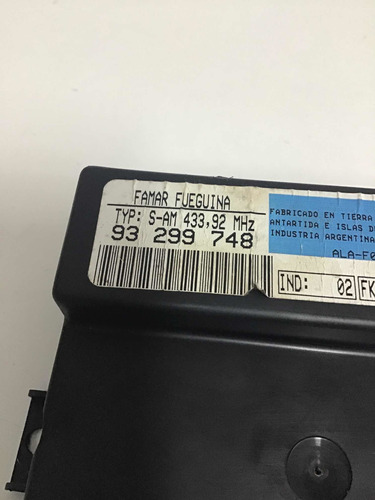 FAMAR FUEGUINA
TYP: S-AM 433,92 MHz
93 299 748
FABRICADO EN TIERRA
ANTARTIDA E ISLAS D
INDUSTRIA ARGENTINA
ALA-F0
IND: 02 FK